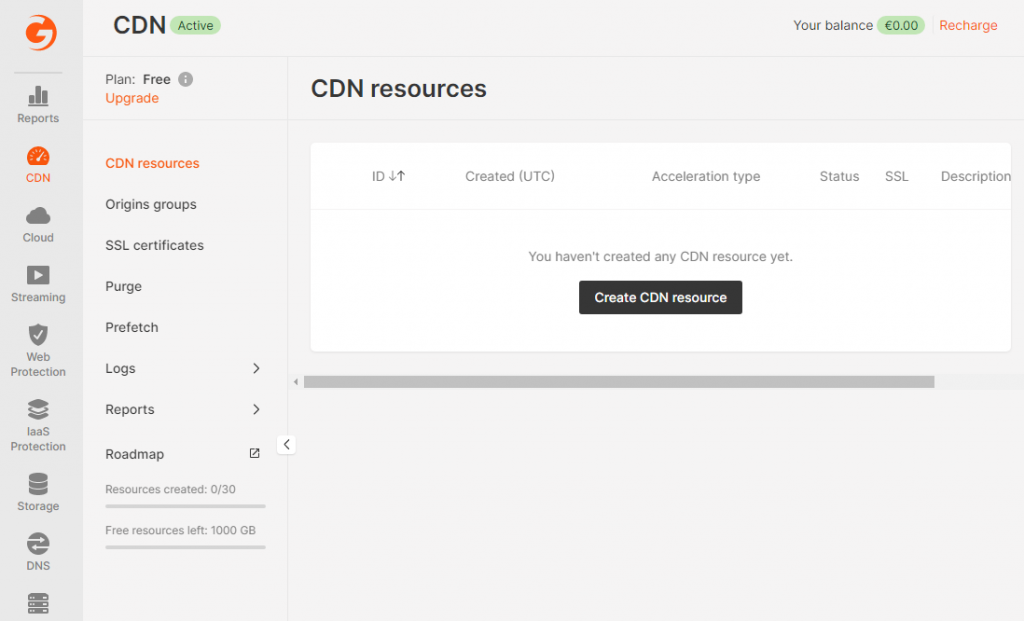 CDN Active
Your balance €0.00 Recharge
Reports
CDN
Cloud
Streaming
Web
Protection
IaaS
Protection
Storage
DNS
Plan: Free
Upgrade
CDN resources
Origins groups
SSL certificates
Purge
Prefetch
Logs
Reports
Roadmap
Resources created: 0/30
Free resources left: 1000 GB
CDN resources
ID Created (UTC) Acceleration type Status SSL Description
You haven't created any CDN resource yet.
Create CDN resource